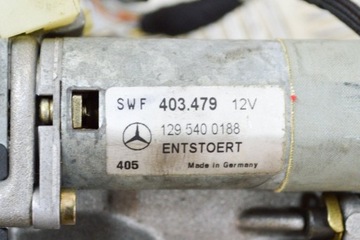 SWF 403.479 12V
129 540 0188
ENTSTOERT
405 Made in Germany